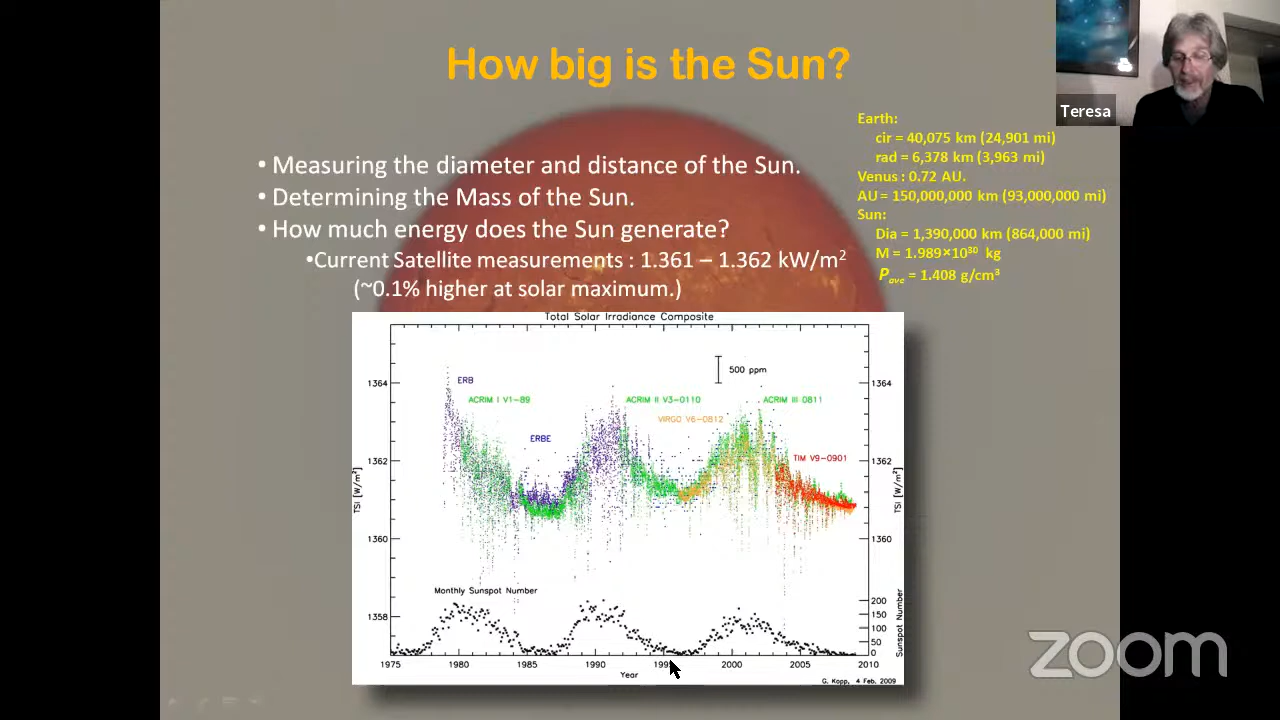 How big is the Sun?
Teresa
• Measuring the diameter and distance of the Sun.
• Determining the Mass of the Sun.
• How much energy does the Sun generate?
•Current Satellite measurements : 1.361 – 1.362 kW/m²
(~0.1% higher at solar maximum.)
Earth:
cir = 40,075 km (24,901 mi)
rad = 6,378 km (3,963 mi)
Venus : 0.72 AU.
AU = 150,000,000 km (93,000,000 mi)
Sun:
Dia = 1,390,000 km (864,000 mi)
M = 1.989×10³⁰ kg
Pave = 1.408 g/cm³
Total Solar Irradiance Composite
500 ppm
1364
ERB
1364
ACRIM I V1-89
ACRIM II V3-0110
ACRIM III 0811
VIRGO V6-0812
ERBE
TIM V9-0901
1362
1362
TSI [W/m²]
TSI [W/m²]
1360
1360
Monthly Sunspot Number
1358
200
150
100
50
0
Sunspot Number
1975 1980 1985 1990 2000 2005 2010
Year
G. Kopp, 4 Feb. 2009
zoom